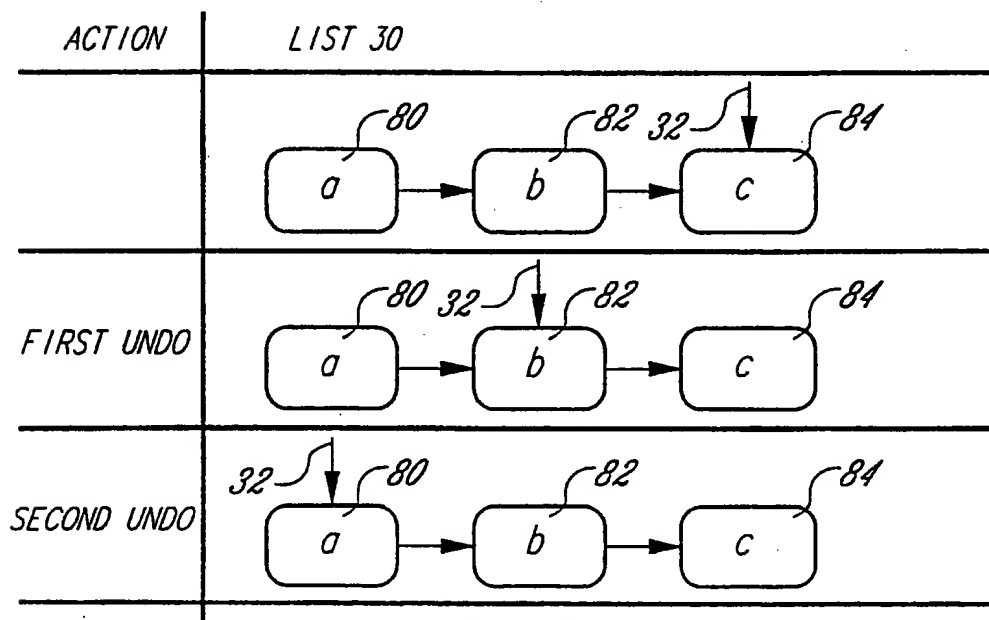 ACTION LIST 30
80 82 32 84
a b c
80 32 82 84
FIRST UNDO a b c
32 80 82 84
SECOND UNDO a b c